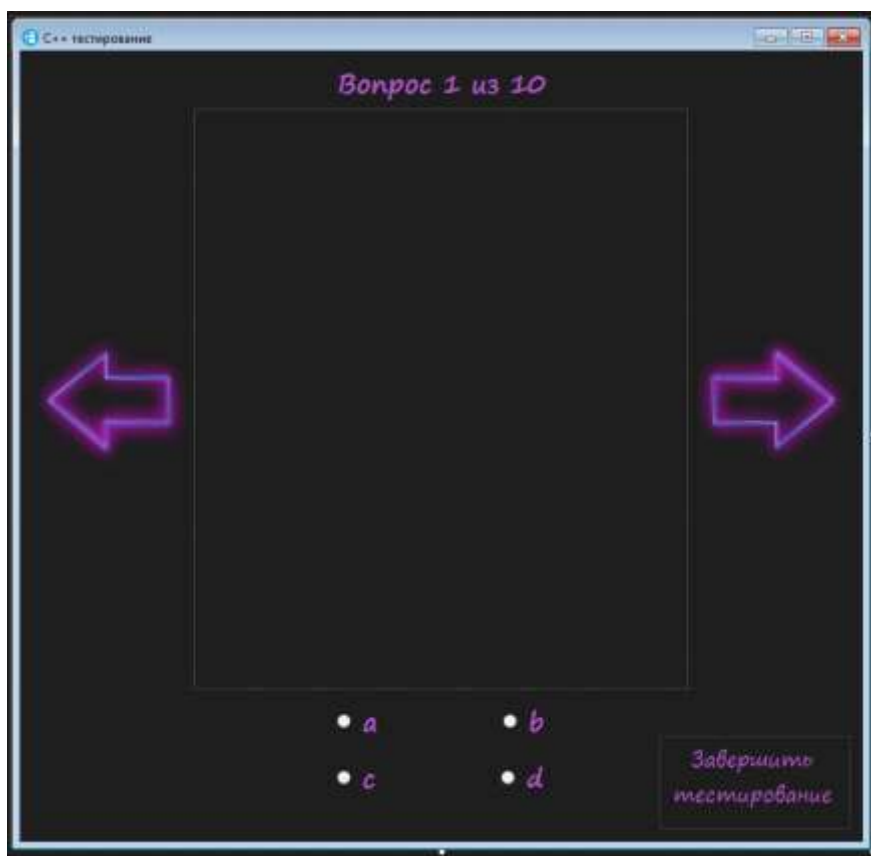 C++ тестирование
Вопрос 1 из 10
a
b
c
d
Завершить
тестирование